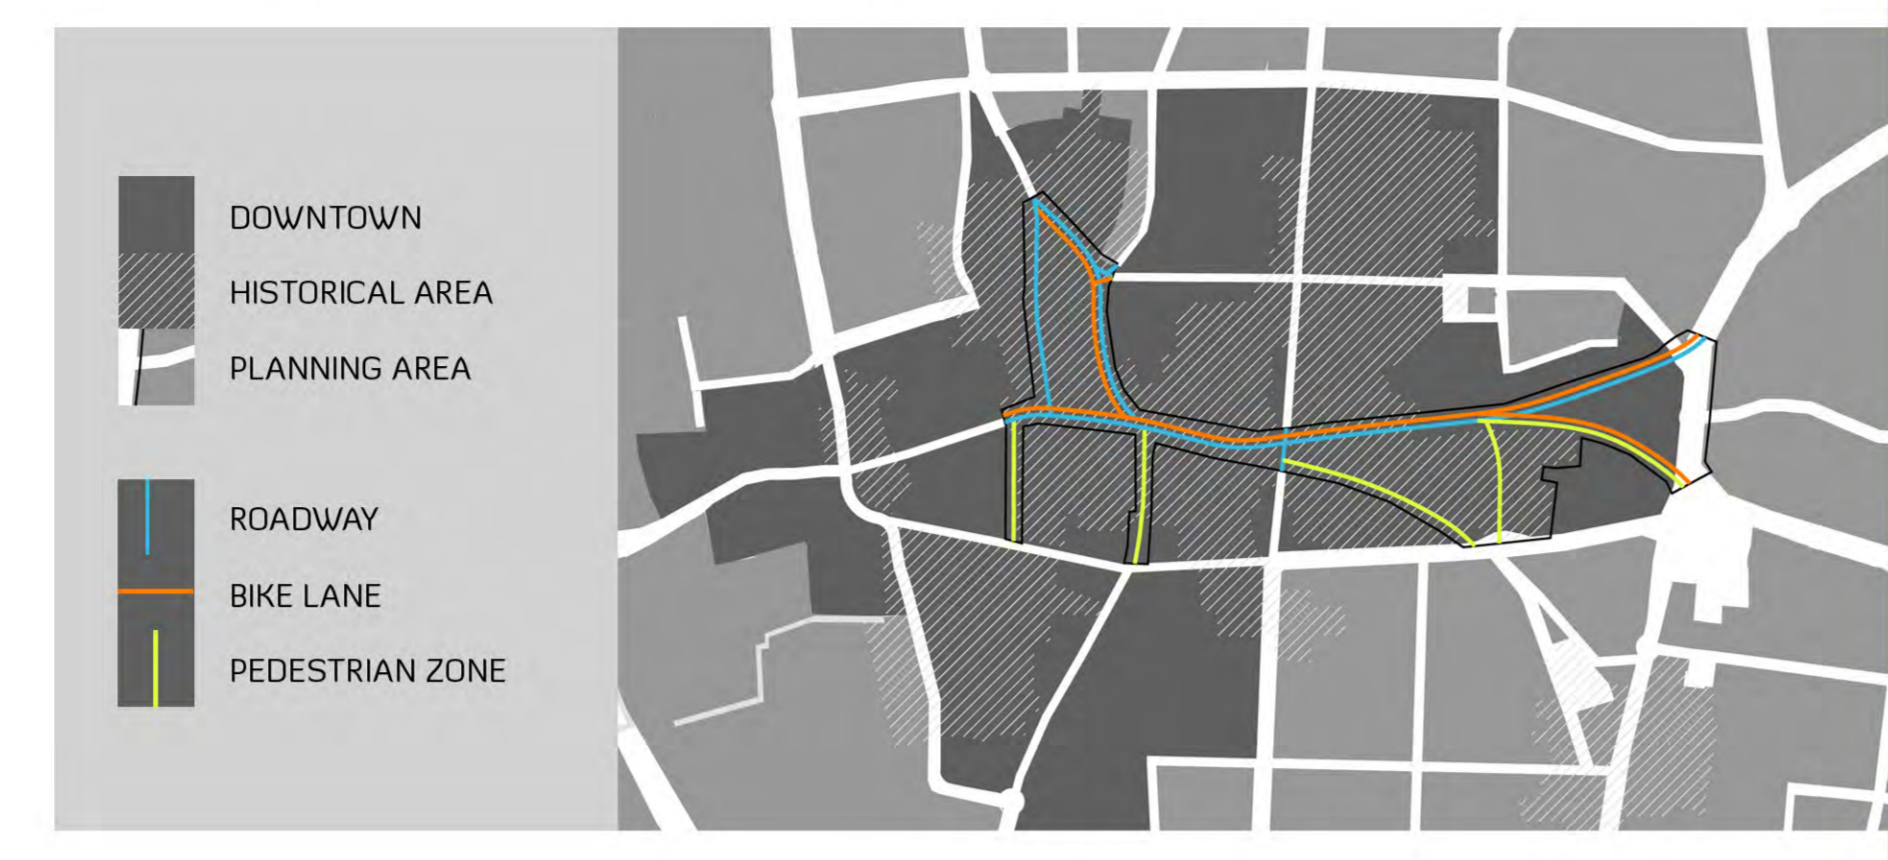 DOWNTOWN
HISTORICAL AREA
PLANNING AREA
ROADWAY
BIKE LANE
PEDESTRIAN ZONE